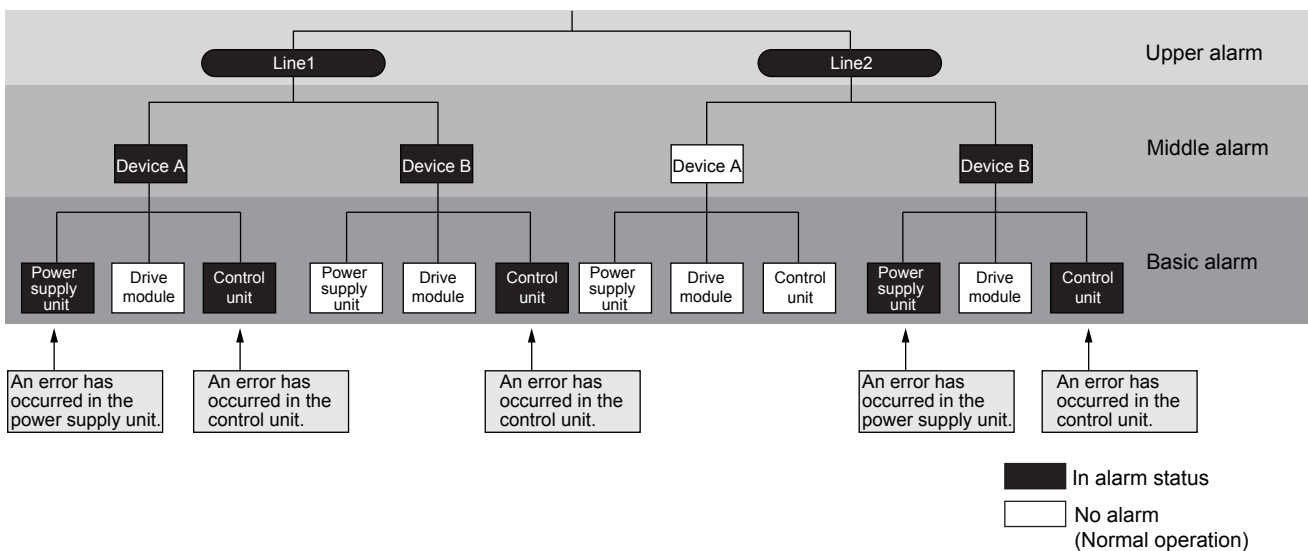 Line1
Line2
Upper alarm
Device A
Device B
Device A
Device B
Middle alarm
Power
supply
unit
Drive
module
Control
unit
Power
supply
unit
Drive
module
Control
unit
Power
supply
unit
Drive
module
Control
unit
Power
supply
unit
Drive
module
Control
unit
Basic alarm
An error has
occurred in the
power supply unit.
An error has
occurred in the
control unit.
An error has
occurred in the
control unit.
An error has
occurred in the
power supply unit.
An error has
occurred in the
control unit.
In alarm status
No alarm
(Normal operation)